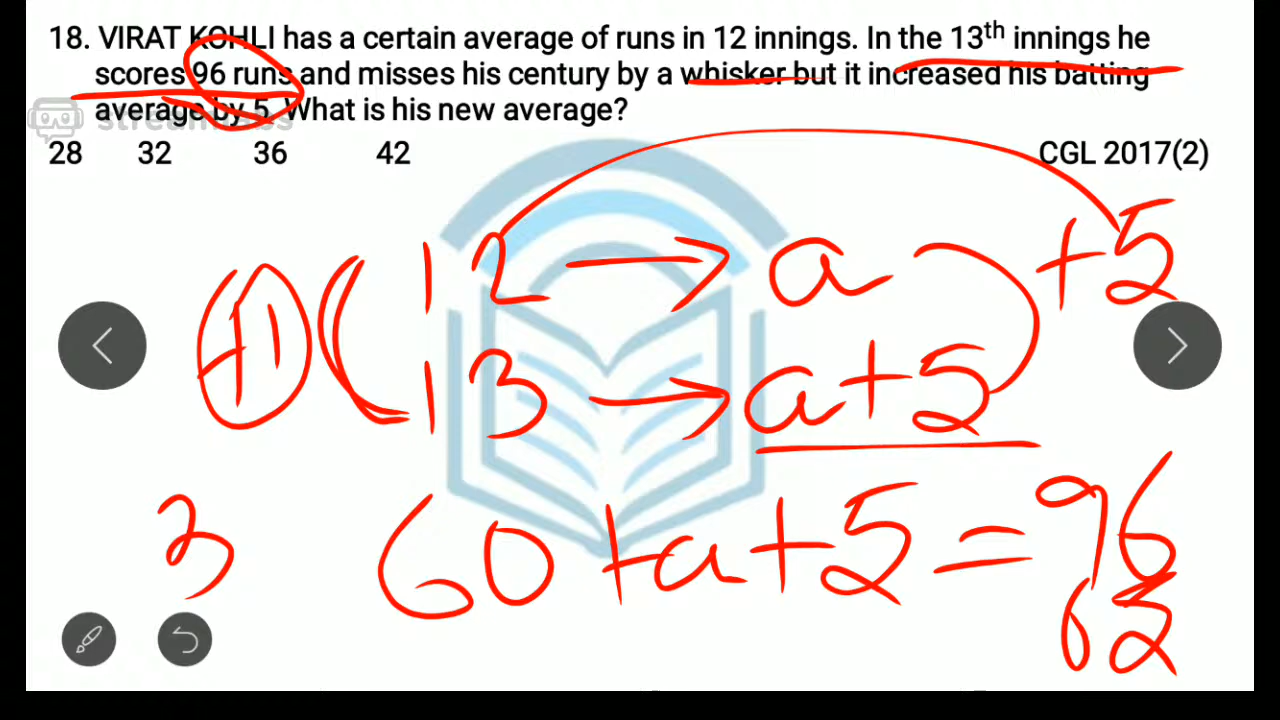 18. VIRAT KOHLI has a certain average of runs in 12 innings. In the 13th innings he
scores 96 runs and misses his century by a whisker but it increased his batting
average by 5. What is his new average?
streamlabs
28 32 36 42 CGL 2017(2)
12 → a +5
+1
13 → a+5
3 60+a+5=96
62